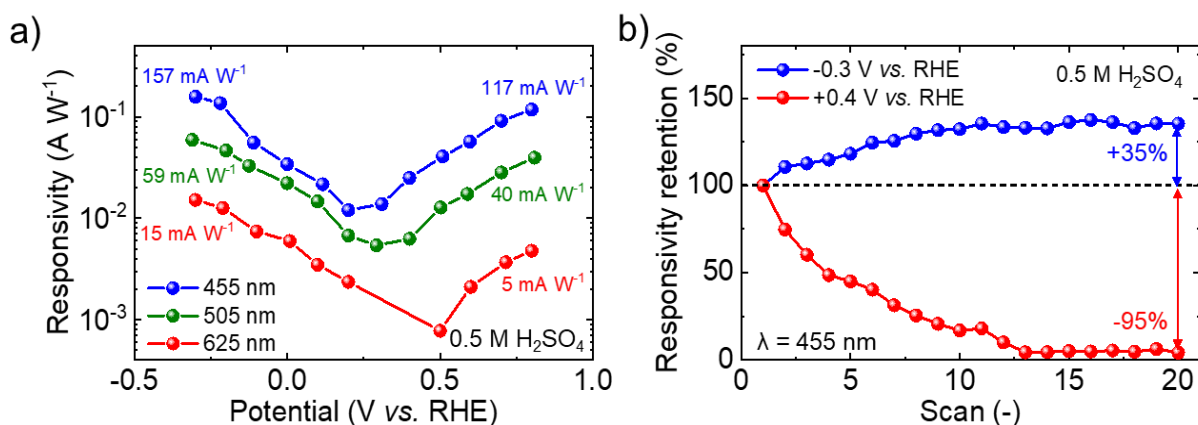 a)
Responsivity (A W⁻¹)
10⁻¹
10⁻²
10⁻³
157 mA W⁻¹
117 mA W⁻¹
59 mA W⁻¹
40 mA W⁻¹
15 mA W⁻¹
5 mA W⁻¹
455 nm
505 nm
625 nm
0.5 M H₂SO₄
-0.5 0.0 0.5 1.0
Potential (V vs. RHE)
b)
Responsivity retention (%)
150
100
50
0
-0.3 V vs. RHE
+0.4 V vs. RHE
0.5 M H₂SO₄
+35%
-95%
λ = 455 nm
0 5 10 15 20
Scan (-)